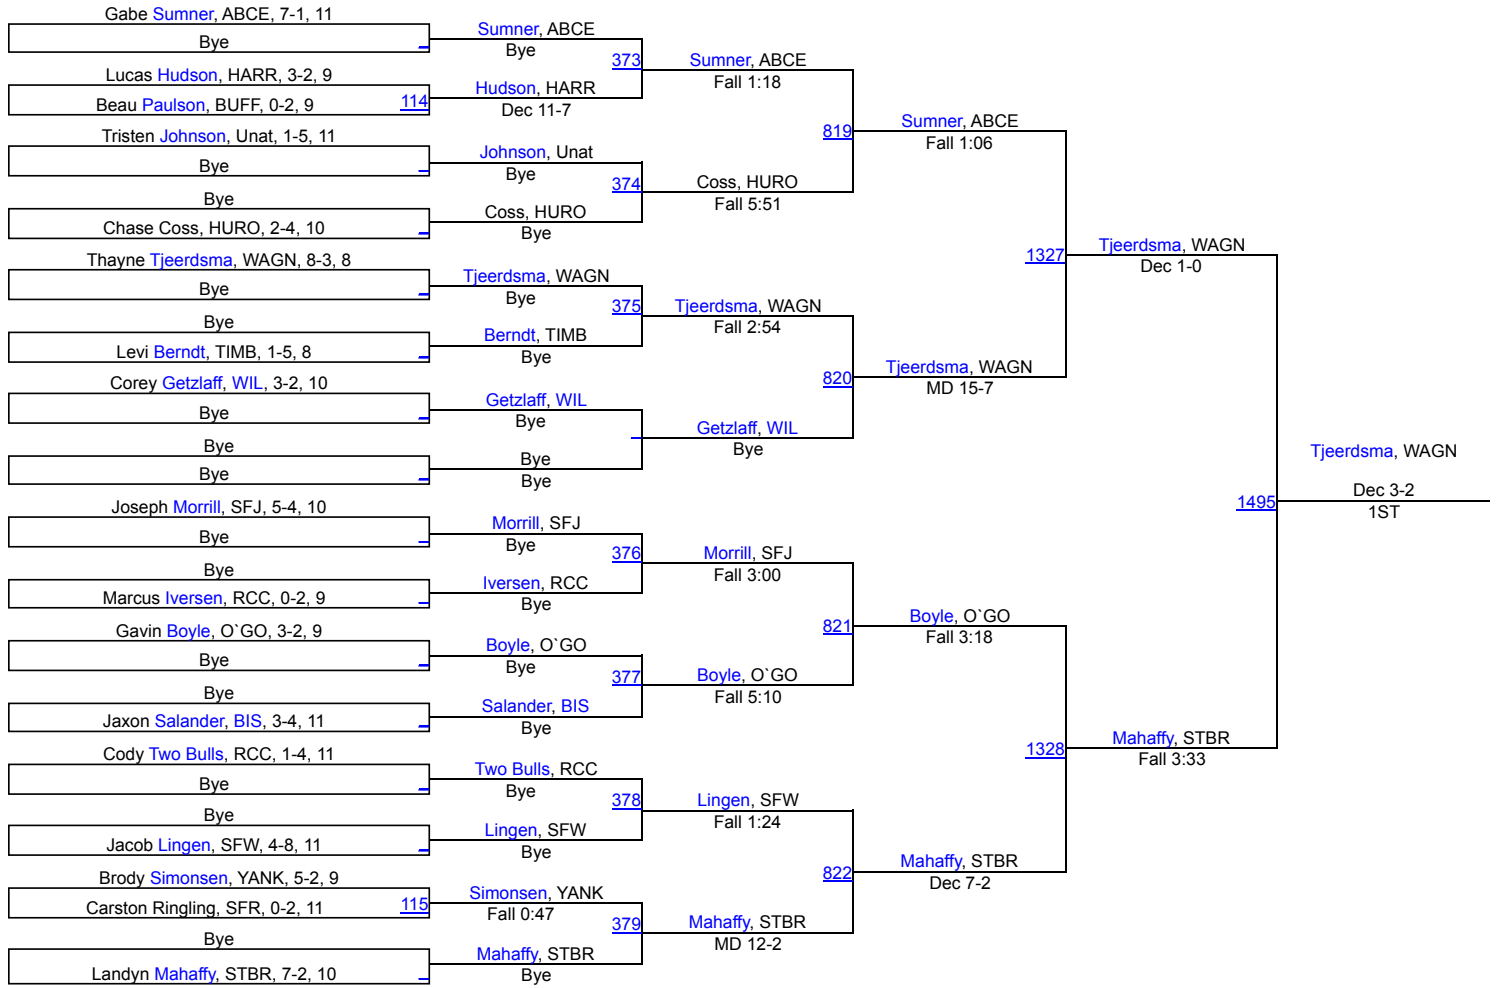 Gabe Sumner, ABCE, 7-1, 11
Bye
Lucas Hudson, HARR, 3-2, 9
Beau Paulson, BUFF, 0-2, 9
114
Tristen Johnson, Unat, 1-5, 11
Bye
Bye
Chase Coss, HURO, 2-4, 10
Thayne Tjeerdsma, WAGN, 8-3, 8
Bye
Bye
Levi Berndt, TIMB, 1-5, 8
Corey Getzlaff, WIL, 3-2, 10
Bye
Bye
Bye
Joseph Morrill, SFJ, 5-4, 10
Bye
Bye
Marcus Iversen, RCC, 0-2, 9
Gavin Boyle, O`GO, 3-2, 9
Bye
Bye
Jaxon Salander, BIS, 3-4, 11
Cody Two Bulls, RCC, 1-4, 11
Bye
Bye
Jacob Lingen, SFW, 4-8, 11
Brody Simonsen, YANK, 5-2, 9
Carston Ringling, SFR, 0-2, 11
115
Bye
Landyn Mahaffy, STBR, 7-2, 10
Sumner, ABCE
Bye
373
Hudson, HARR
Dec 11-7
Johnson, Unat
Bye
374
Coss, HURO
Bye
Tjeerdsma, WAGN
Bye
375
Berndt, TIMB
Bye
Getzlaff, WIL
Bye
Bye
Bye
Morrill, SFJ
Bye
376
Iversen, RCC
Bye
Boyle, O`GO
Bye
377
Salander, BIS
Bye
Two Bulls, RCC
Bye
378
Lingen, SFW
Bye
Simonsen, YANK
Fall 0:47
379
Mahaffy, STBR
Bye
Sumner, ABCE
Fall 1:18
819
Coss, HURO
Fall 5:51
Tjeerdsma, WAGN
Fall 2:54
820
Getzlaff, WIL
Bye
Morrill, SFJ
Fall 3:00
821
Boyle, O`GO
Fall 5:10
Lingen, SFW
Fall 1:24
822
Mahaffy, STBR
MD 12-2
Sumner, ABCE
Fall 1:06
1327
Tjeerdsma, WAGN
MD 15-7
Boyle, O`GO
Fall 3:18
1328
Mahaffy, STBR
Dec 7-2
Tjeerdsma, WAGN
Dec 1-0
1495
Mahaffy, STBR
Fall 3:33
Tjeerdsma, WAGN
Dec 3-2
1ST